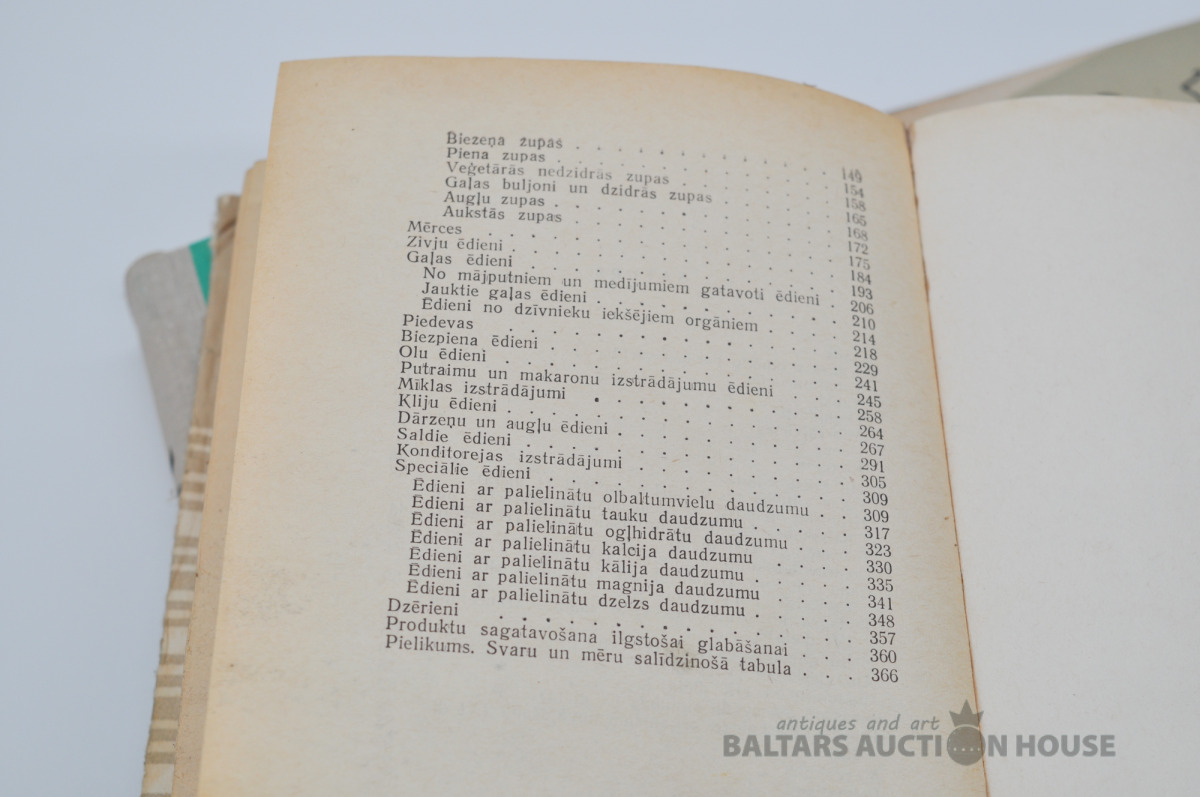 Biezeņa zupas . . . . . . . . . . 149
Piena zupas . . . . . . . . . . 154
Veģetārās nedzidrās zupas . . . . . . 158
Gaļas buljoni un dzidrās zupas . . . . . 165
Augļu zupas . . . . . . . . . . 168
Aukstās zupas . . . . . . . . . . 172
Mērces . . . . . . . . . . . . 175
Zivju ēdieni . . . . . . . . . . . 184
Gaļas ēdieni . . . . . . . . . . . 193
No mājputniem un medījumiem gatavoti ēdieni . 206
Jauktie gaļas ēdieni . . . . . . . . 210
Ēdieni no dzīvnieku iekšējiem orgāniem . . . 214
Piedevas . . . . . . . . . . . . 218
Biezpiena ēdieni . . . . . . . . . . 229
Olu ēdieni . . . . . . . . . . . 241
Putraimu un makaronu izstrādājumu ēdieni . . . 245
Mīklas izstrādājumi . . . . . . . . . 258
Kliju ēdieni . . . . . . . . . . . 264
Dārzeņu un augļu ēdieni . . . . . . . 267
Saldie ēdieni . . . . . . . . . . . 291
Konditorejas izstrādājumi . . . . . . . 305
Speciālie ēdieni . . . . . . . . . . 309
Ēdieni ar palielinātu olbaltumvielu daudzumu . . 309
Ēdieni ar palielinātu tauku daudzumu . . . . 317
Ēdieni ar palielinātu ogļhidrātu daudzumu . . . 323
Ēdieni ar palielinātu kalcija daudzumu . . . . 330
Ēdieni ar palielinātu kālija daudzumu . . . . 335
Ēdieni ar palielinātu magnija daudzumu . . . . 341
Ēdieni ar palielinātu dzelzs daudzumu . . . . 348
Dzērieni . . . . . . . . . . . . 357
Produktu sagatavošana ilgstošai glabāšanai . . . 360
Pielikums. Svaru un mēru salīdzinošā tabula . . . 366
antiques and art
BALTARS AUCTION HOUSE